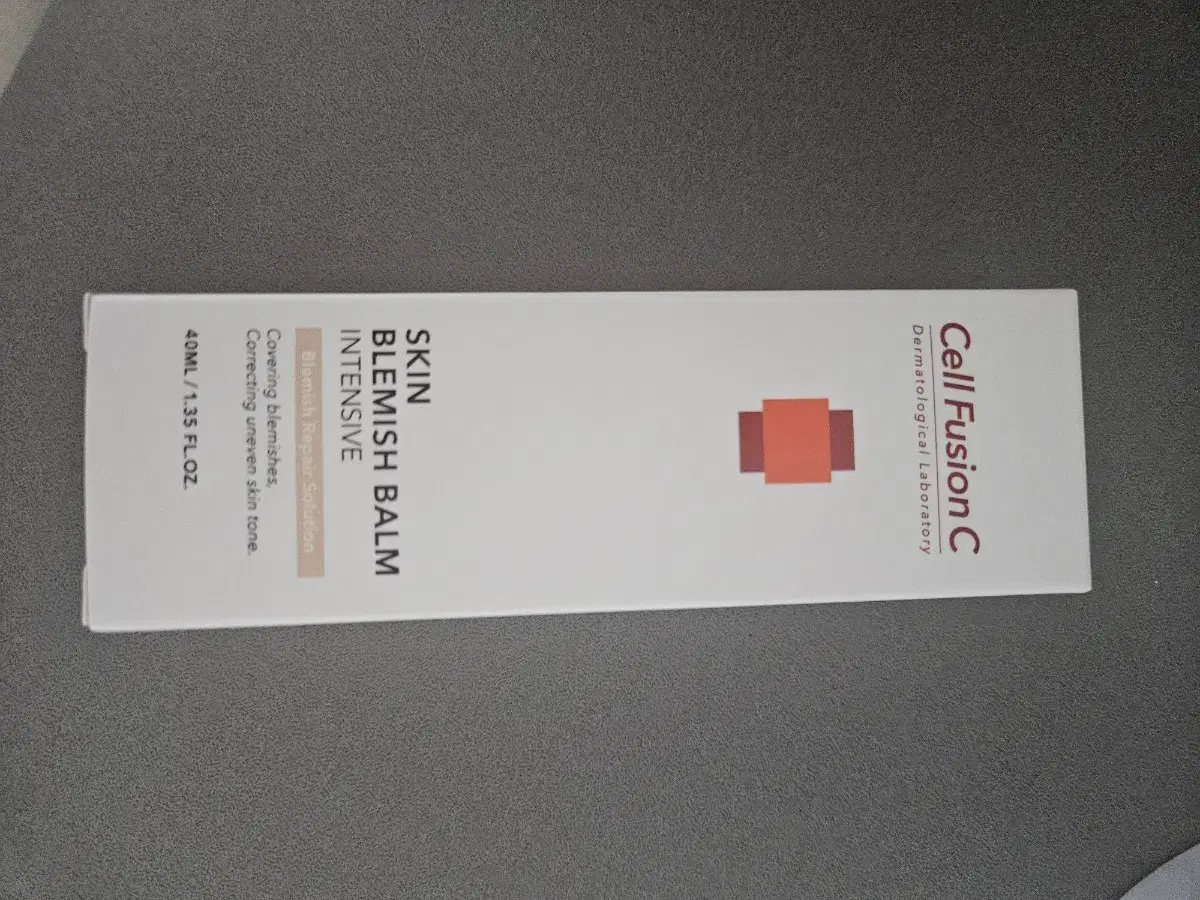 Cell Fusion C
Dermatological Laboratory
SKIN
BLEMISH BALM
INTENSIVE
Blemish Repair Solution
Covering blemishes,
Correcting uneven skin tone.
40ML / 1.35 FL.OZ.